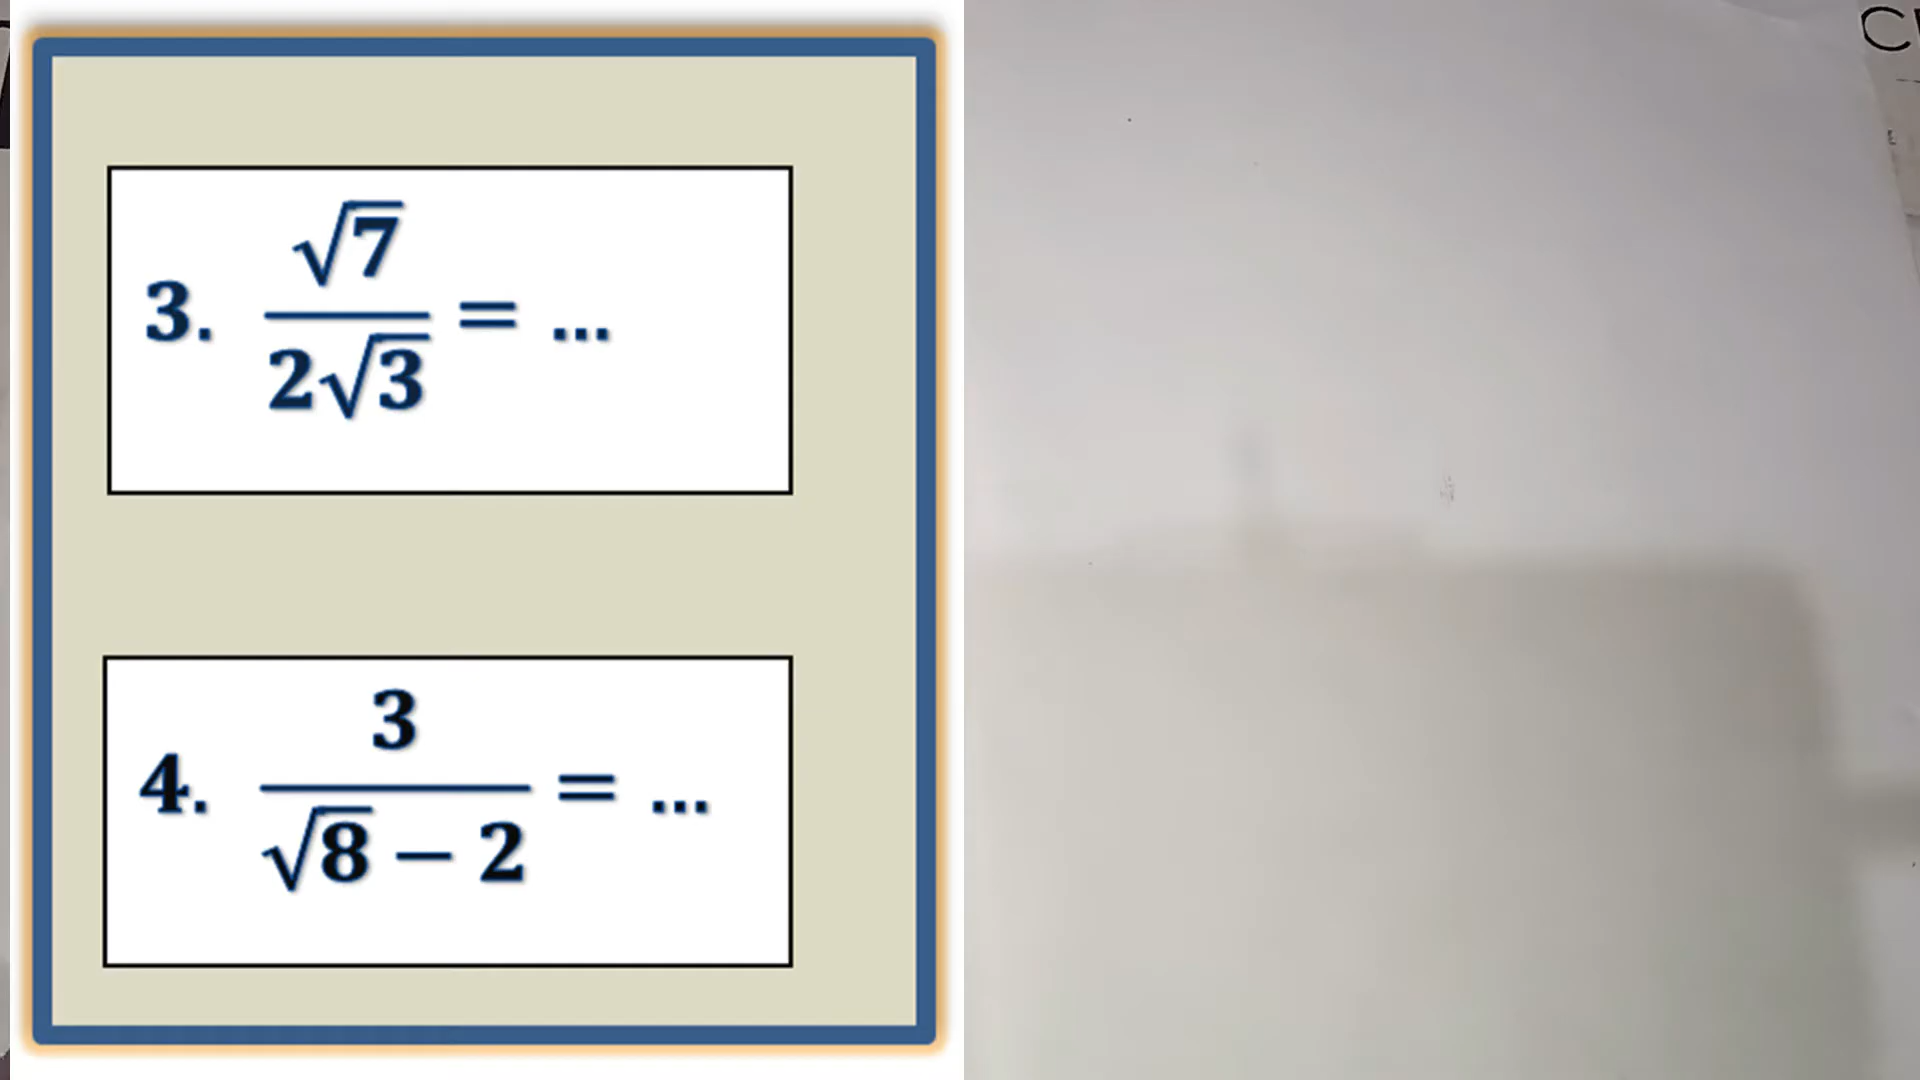 3. √7 / 2√3 = ...
4. 3 / √8 − 2 = ...